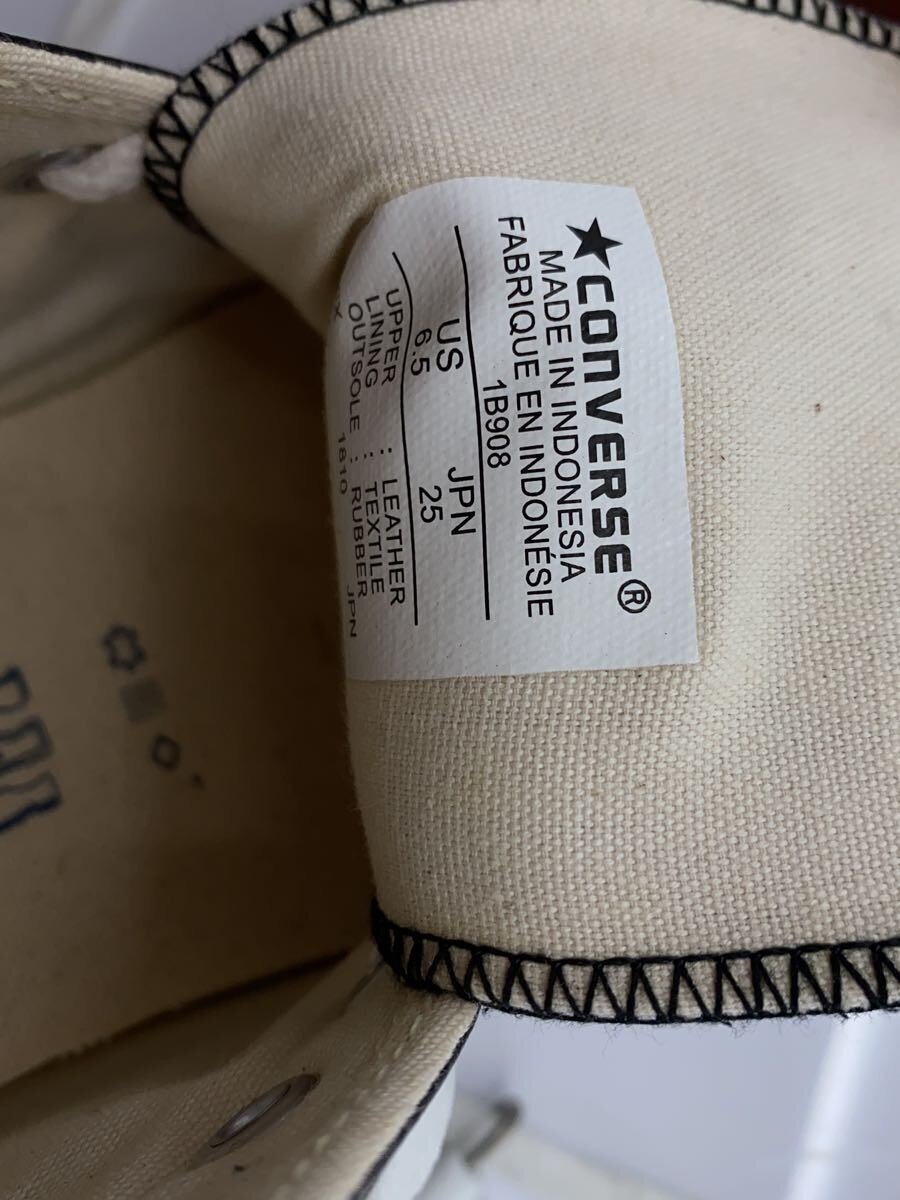 ★CONVERSE®
MADE IN INDONESIA
FABRIQUE EN INDONÉSIE
1B908
US JPN
6.5 25
UPPER : LEATHER
LINING : TEXTILE
OUTSOLE : RUBBER
X 1810 JPN